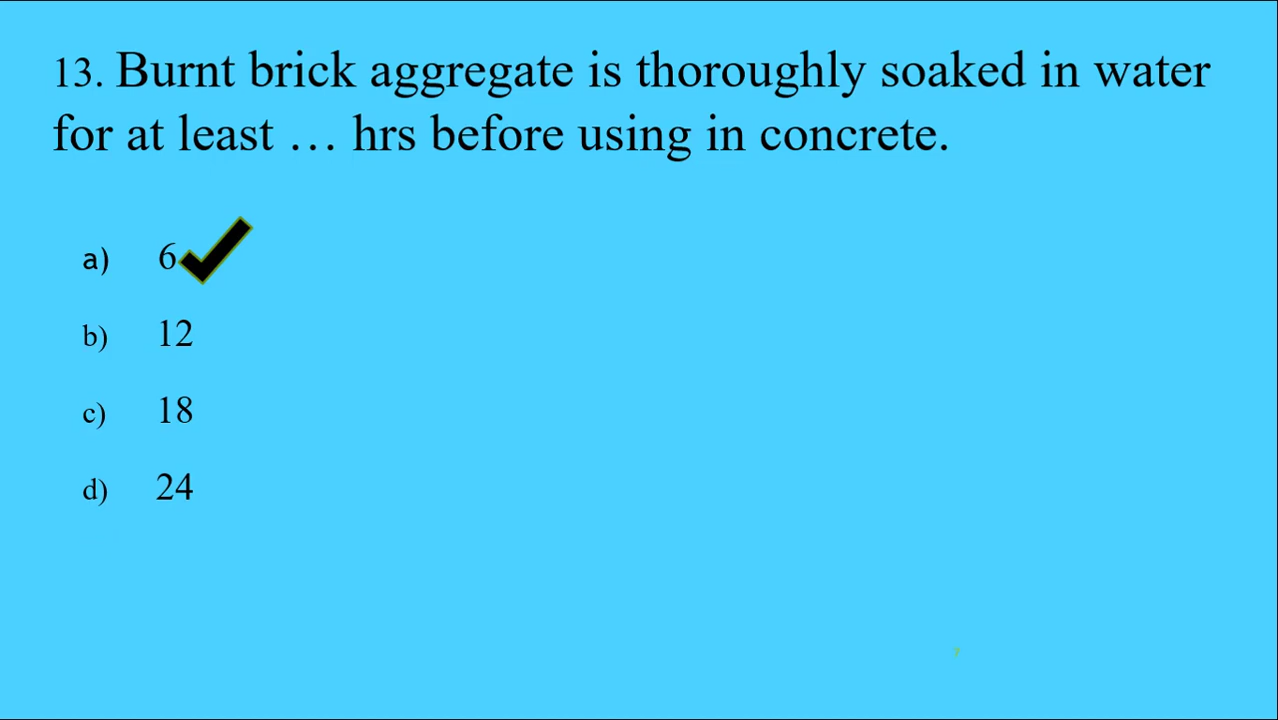 13. Burnt brick aggregate is thoroughly soaked in water
for at least … hrs before using in concrete.
a) 6
b) 12
c) 18
d) 24